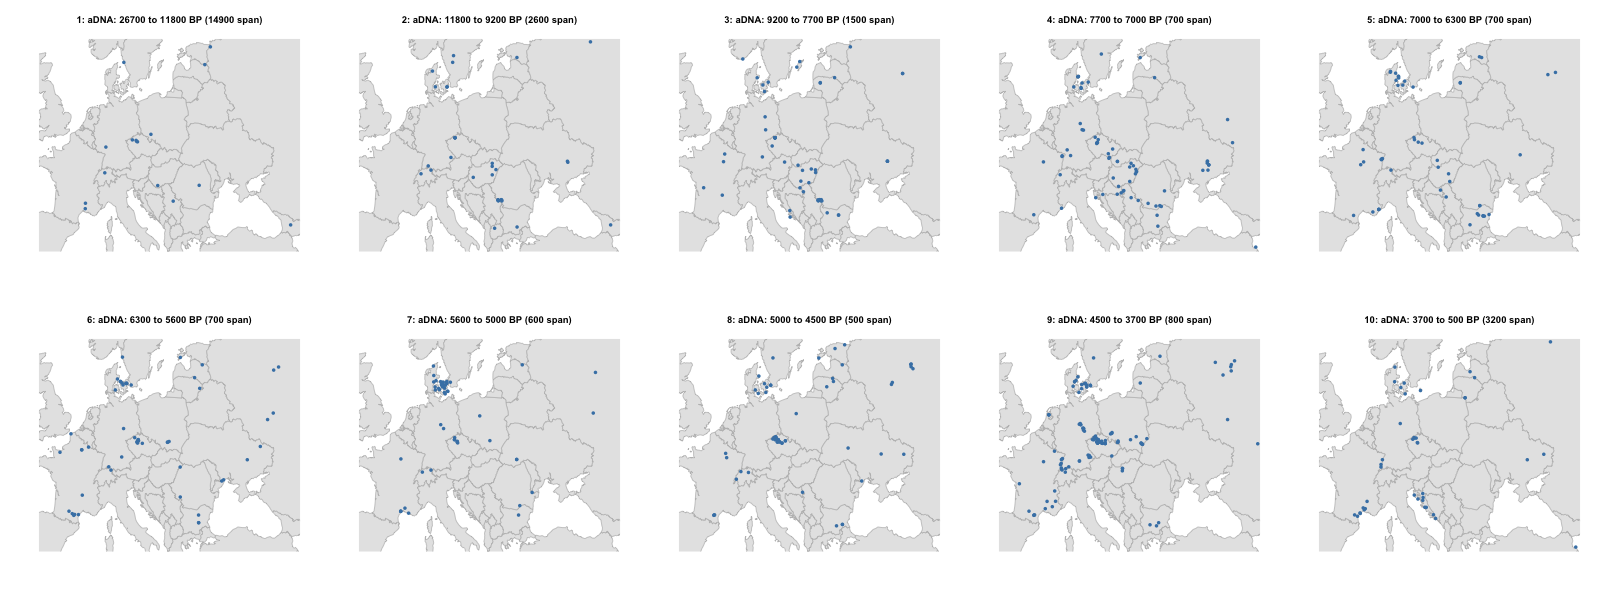 1: aDNA: 26700 to 11800 BP (14900 span)
2: aDNA: 11800 to 9200 BP (2600 span)
3: aDNA: 9200 to 7700 BP (1500 span)
4: aDNA: 7700 to 7000 BP (700 span)
5: aDNA: 7000 to 6300 BP (700 span)
6: aDNA: 6300 to 5600 BP (700 span)
7: aDNA: 5600 to 5000 BP (600 span)
8: aDNA: 5000 to 4500 BP (500 span)
9: aDNA: 4500 to 3700 BP (800 span)
10: aDNA: 3700 to 500 BP (3200 span)